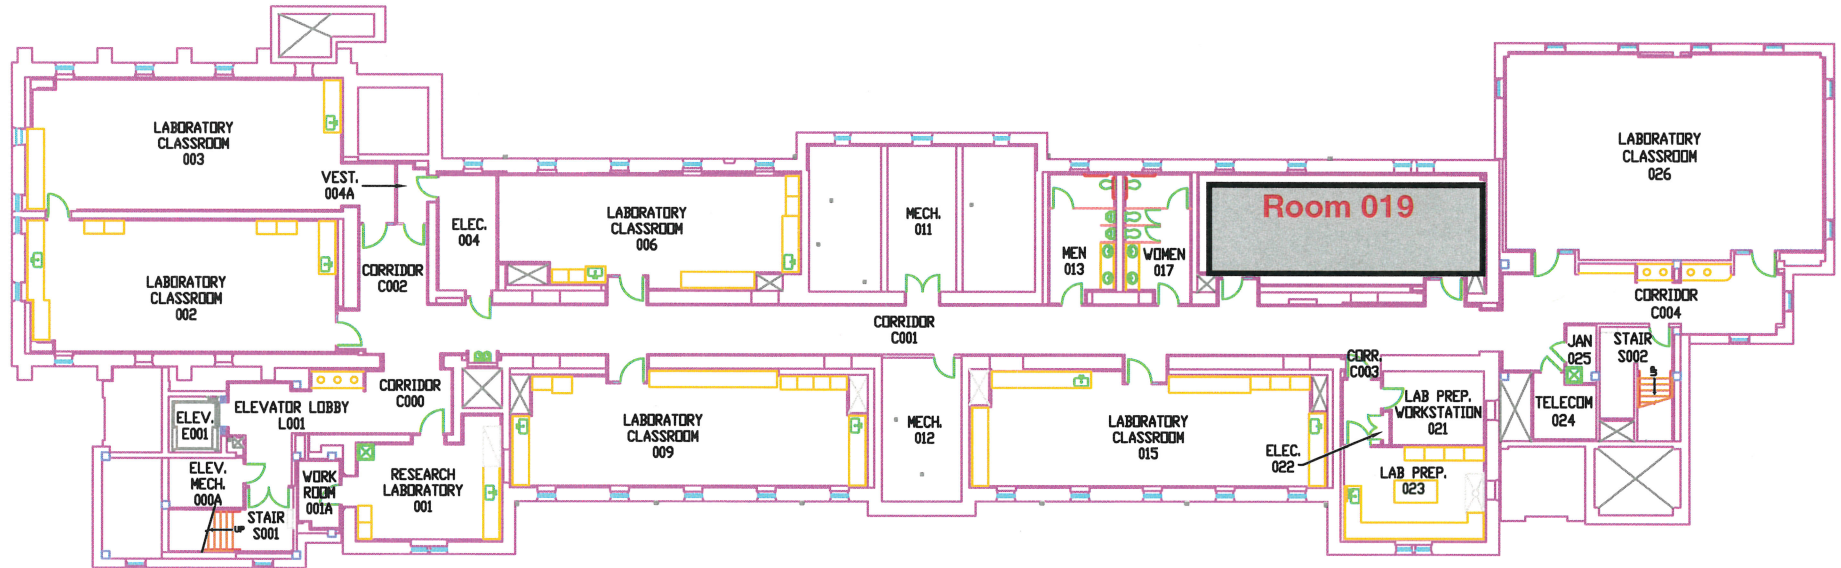 LABORATORY
CLASSROOM
003
VEST.
004A
ELEC.
004
LABORATORY
CLASSROOM
006
MECH.
011
MEN
013
WOMEN
017
Room 019
LABORATORY
CLASSROOM
026
LABORATORY
CLASSROOM
002
CORRIDOR
C002
CORRIDOR
C001
CORRIDOR
C004
CORRIDOR
C000
CORR.
C003
JAN
025
STAIR
S002
UP
ELEV.
E001
ELEVATOR LOBBY
L001
LABORATORY
CLASSROOM
009
MECH.
012
LABORATORY
CLASSROOM
015
LAB PREP.
WORKSTATION
021
TELECOM
024
ELEC.
022
LAB PREP.
023
ELEV.
MECH.
000A
WORK
ROOM
001A
RESEARCH
LABORATORY
001
STAIR
S001
UP